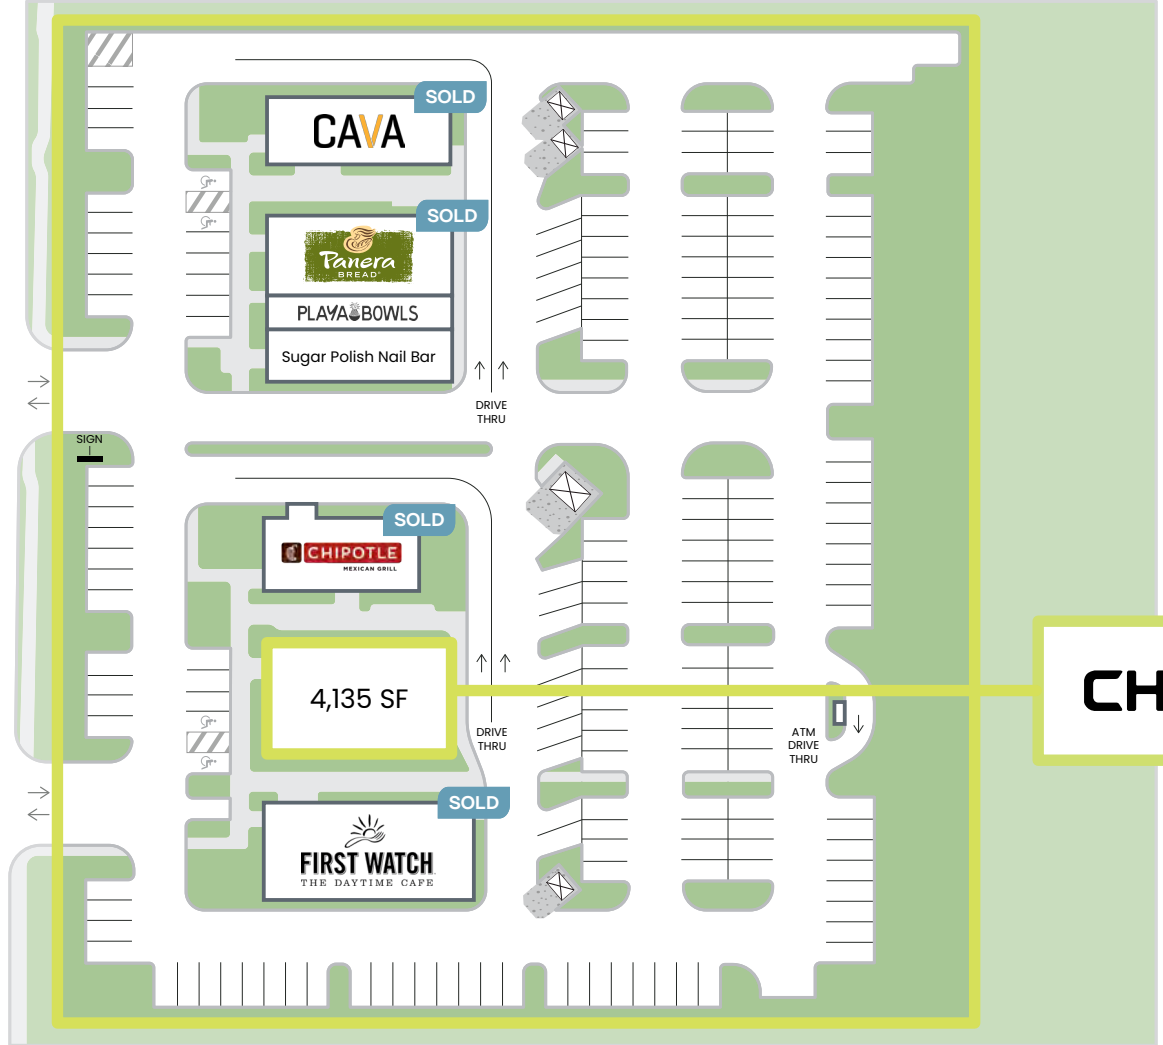 SOLD
CAVA
SOLD
Panera
BREAD®
PLAYA BOWLS
Sugar Polish Nail Bar
DRIVE
THRU
SIGN
SOLD
CHIPOTLE
MEXICAN GRILL
4,135 SF
CH
DRIVE
THRU
ATM
DRIVE
THRU
SOLD
FIRST WATCH
THE DAYTIME CAFE